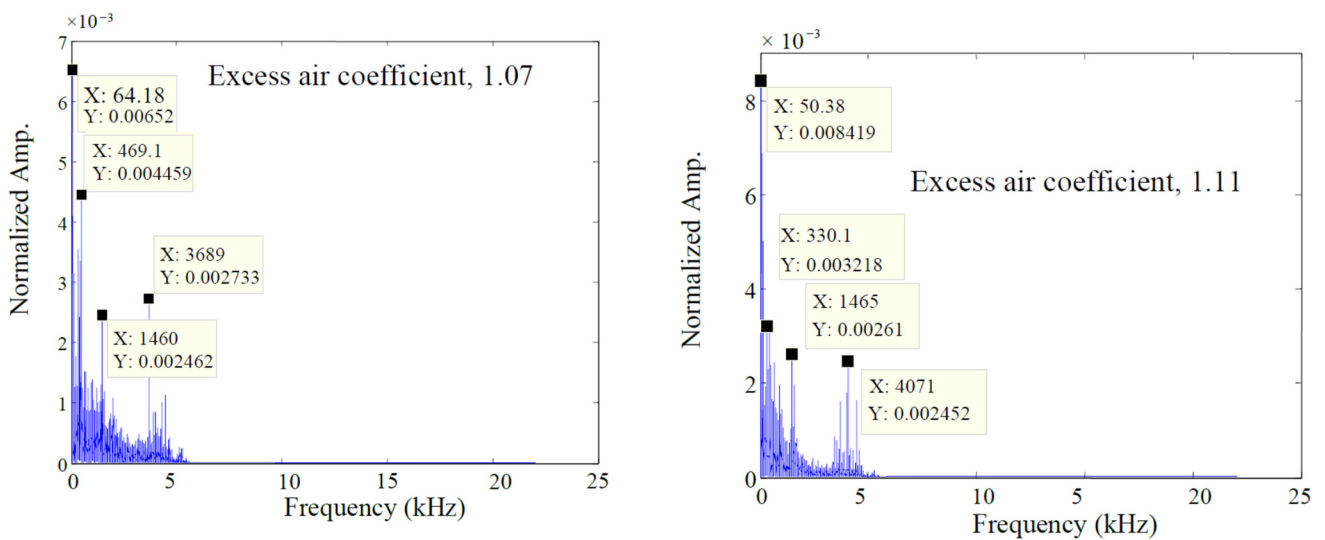 ×10⁻³
7
Excess air coefficient, 1.07
6
X: 64.18
Y: 0.00652
5
X: 469.1
Y: 0.004459
4
X: 3689
Y: 0.002733
3
X: 1460
Y: 0.002462
2
1
0
0 5 10 15 20 25
Normalized Amp.
Frequency (kHz)
× 10⁻³
8
X: 50.38
Y: 0.008419
Excess air coefficient, 1.11
6
X: 330.1
Y: 0.003218
4
X: 1465
Y: 0.00261
X: 4071
Y: 0.002452
2
0
0 5 10 5 20 25
Normalized Amp.
Frequency (kHz)